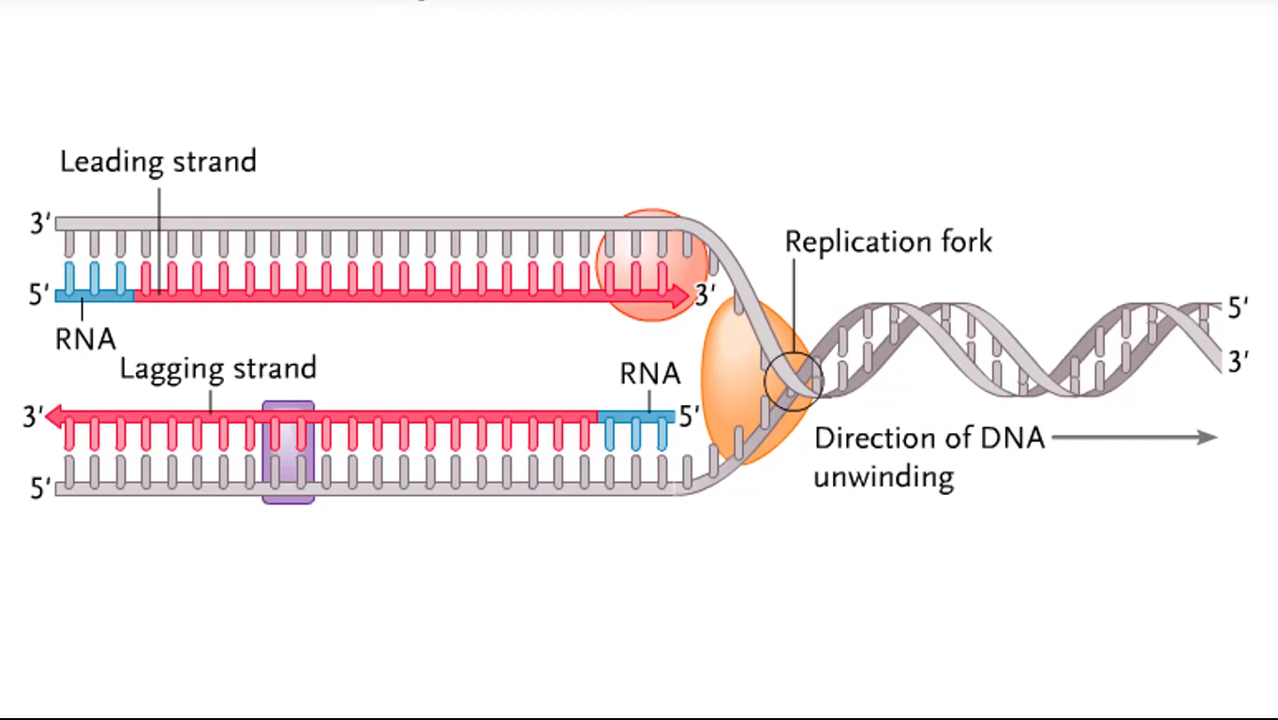 Leading strand
3′
5′
3′
RNA
Replication fork
5′
3′
Lagging strand
RNA
3′
5′
5′
Direction of DNA
unwinding